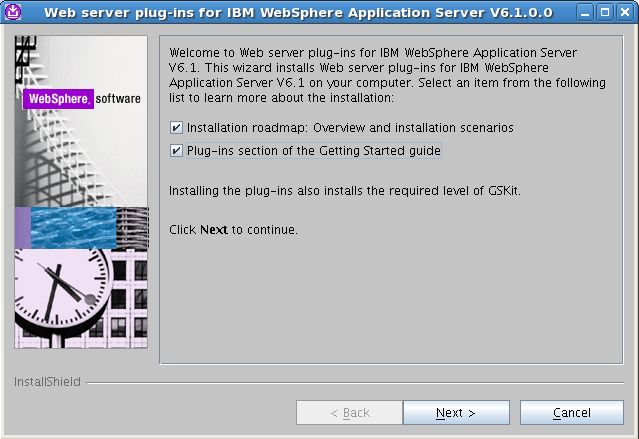 Web server plug-ins for IBM WebSphere Application Server V6.1.0.0
WebSphere. software
Welcome to Web server plug-ins for IBM WebSphere Application Server
V6.1. This wizard installs Web server plug-ins for IBM WebSphere
Application Server V6.1 on your computer. Select an item from the following
list to learn more about the installation:
Installation roadmap: Overview and installation scenarios
Plug-ins section of the Getting Started guide
Installing the plug-ins also installs the required level of GSKit.
Click Next to continue.
InstallShield
< Back
Next >
Cancel